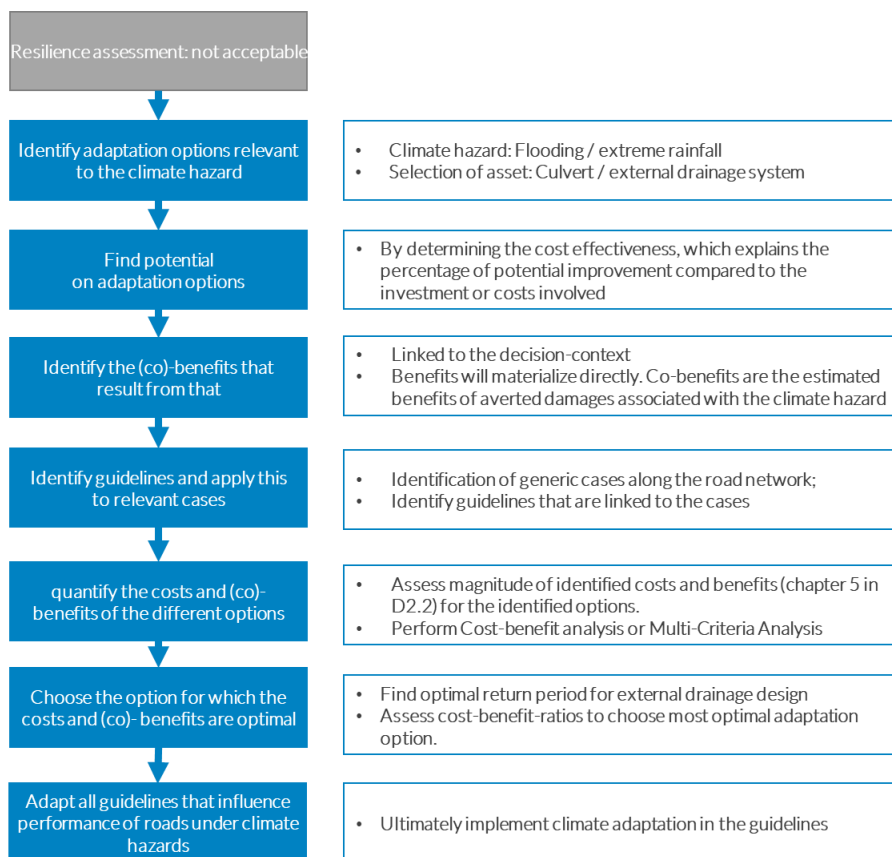 Resilience assessment: not acceptable
Identify adaptation options relevant
to the climate hazard
• Climate hazard: Flooding / extreme rainfall
• Selection of asset: Culvert / external drainage system
Find potential
on adaptation options
• By determining the cost effectiveness, which explains the
percentage of potential improvement compared to the
investment or costs involved
Identify the (co)-benefits that
result from that
• Linked to the decision-context
• Benefits will materialize directly. Co-benefits are the estimated
benefits of averted damages associated with the climate hazard
Identify guidelines and apply this
to relevant cases
• Identification of generic cases along the road network;
• Identify guidelines that are linked to the cases
quantify the costs and (co)-
benefits of the different options
• Assess magnitude of identified costs and benefits (chapter 5 in
D2.2) for the identified options.
• Perform Cost-benefit analysis or Multi-Criteria Analysis
Choose the option for which the
costs and (co)- benefits are optimal
• Find optimal return period for external drainage design
• Assess cost-benefit-ratios to choose most optimal adaptation
option.
Adapt all guidelines that influence
performance of roads under climate
hazards
• Ultimately implement climate adaptation in the guidelines